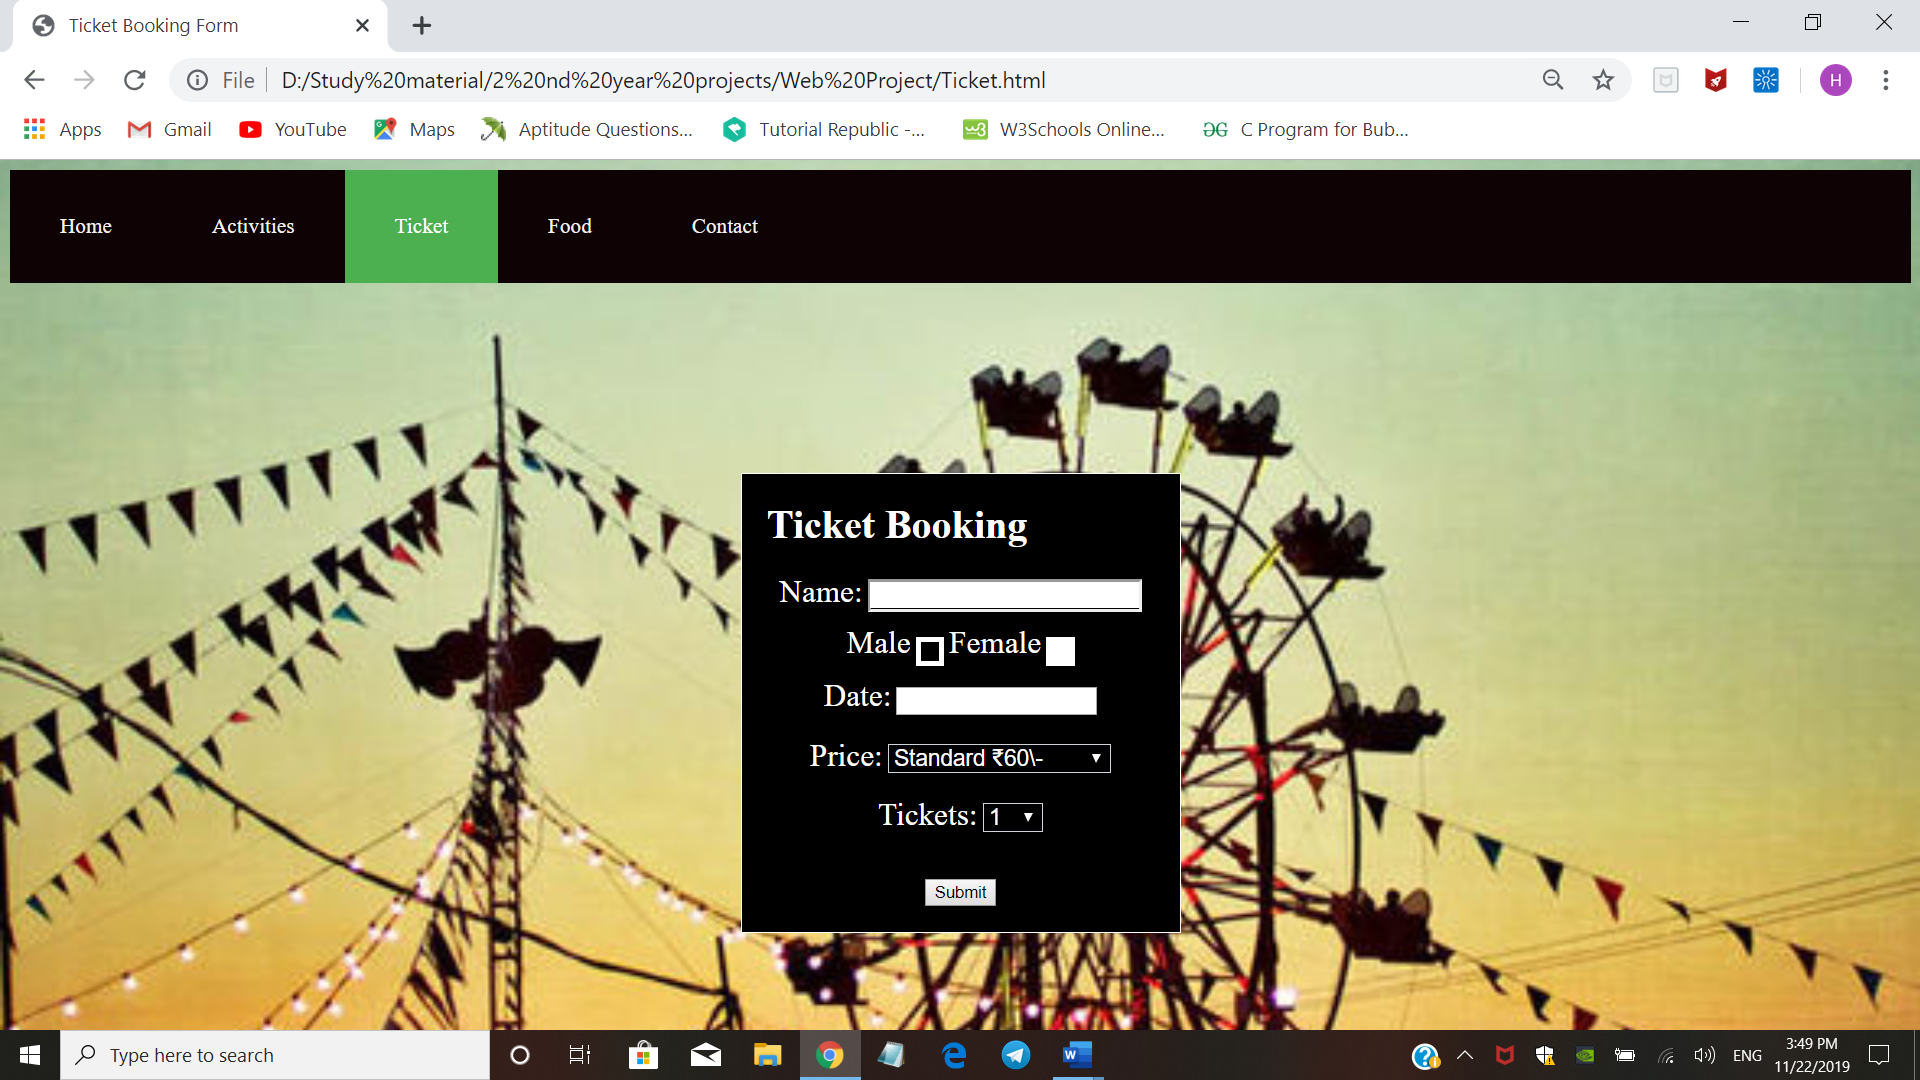 Ticket Booking Form
File D:/Study%20material/2%20nd%20year%20projects/Web%20Project/Ticket.html
H
Apps Gmail YouTube Maps Aptitude Questions... Tutorial Republic -... W3Schools Online... C Program for Bub...
Home Activities Ticket Food Contact
Ticket Booking
Name:
Male Female
Date:
Price: Standard ₹60\-
Tickets: 1
Submit
Type here to search
ENG
3:49 PM
11/22/2019